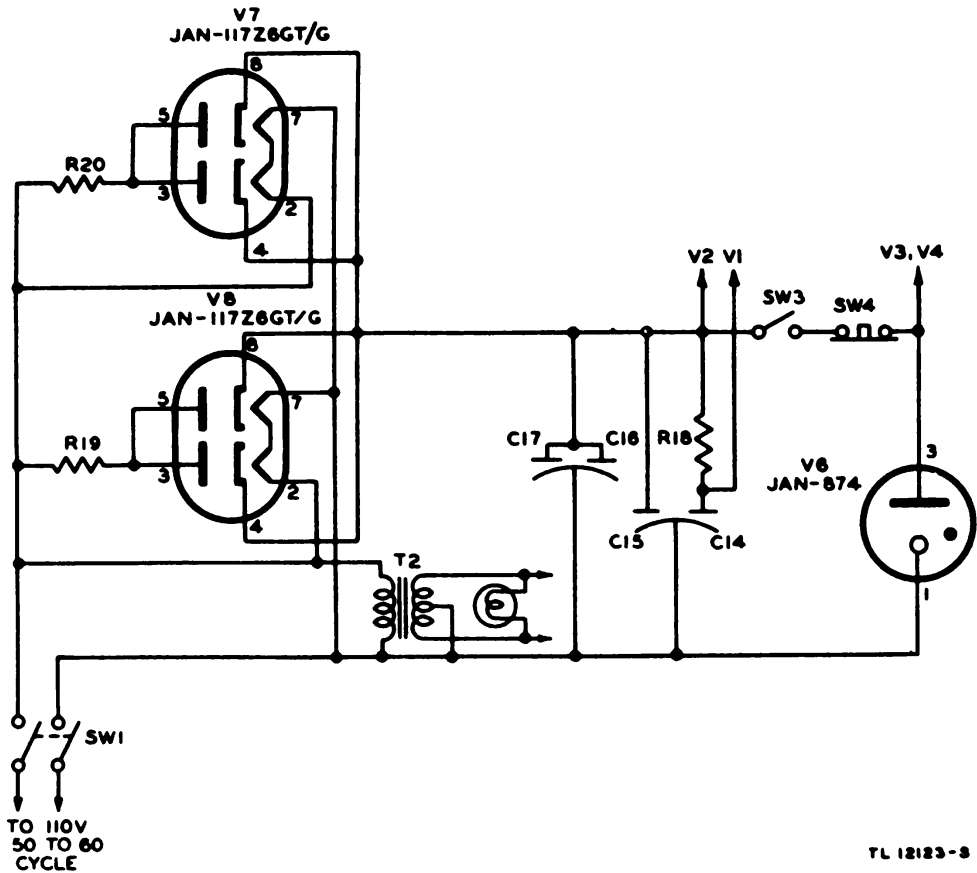 V7
JAN-117Z6GT/G
8
5
7
R20
3
2
4
V8
JAN-117Z6GT/G
8
5
7
R19
3
2
4
V2 V1
V3, V4
SW3
SW4
C17
C16
R18
C15
C14
V6
JAN-874
3
1
T2
SW1
TO 110V
50 TO 60
CYCLE
TL 12123-S